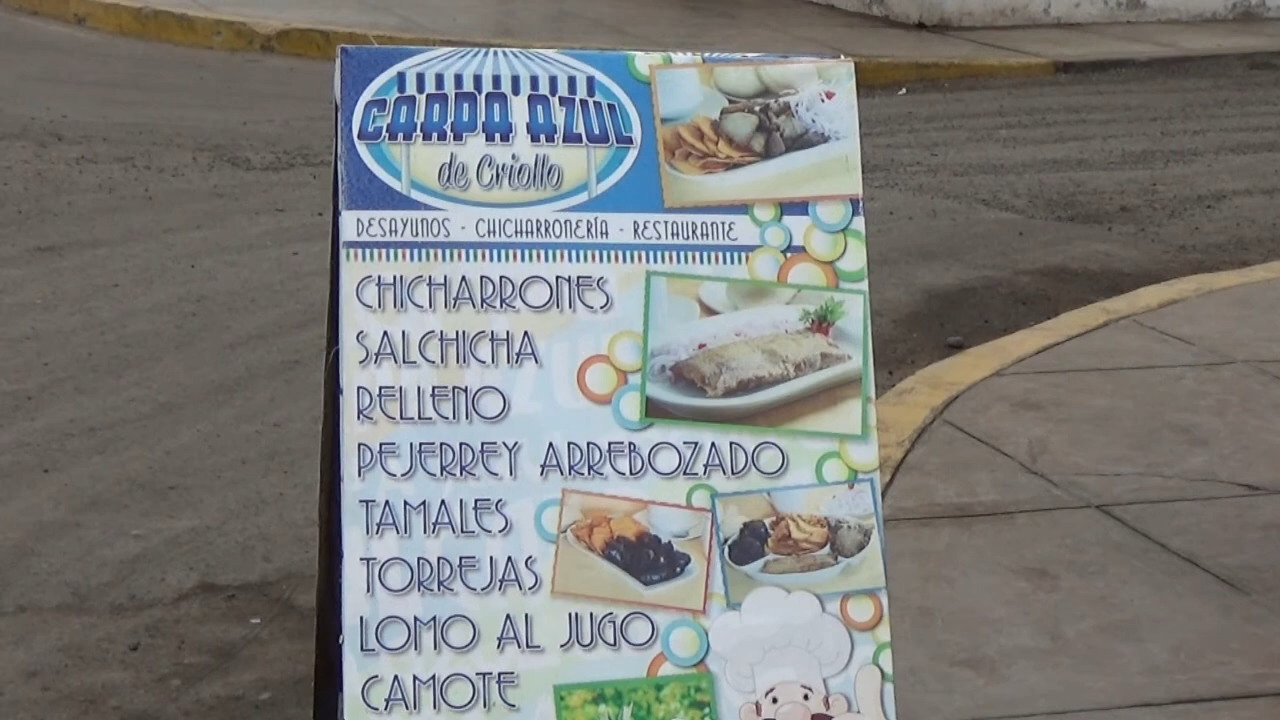 CARPA AZUL
de Criollo
DESAYUNOS - CHICHARRONERÍA - RESTAURANTE
CHICHARRONES
SALCHICHA
RELLENO
PEJERREY ARREBOZADO
TAMALES
TORREJAS
LOMO AL JUGO
CAMOTE